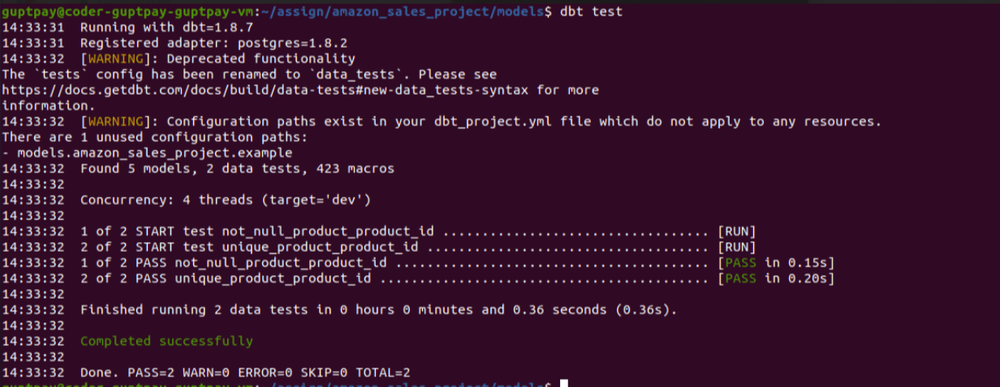 guptpay@coder-guptpay-guptpay-vm:~/assign/amazon_sales_project/models$ dbt test
14:33:31  Running with dbt=1.8.7
14:33:31  Registered adapter: postgres=1.8.2
14:33:32  [WARNING]: Deprecated functionality
The `tests` config has been renamed to `data_tests`. Please see
https://docs.getdbt.com/docs/build/data-tests#new-data_tests-syntax for more
information.
14:33:32  [WARNING]: Configuration paths exist in your dbt_project.yml file which do not apply to any resources.
There are 1 unused configuration paths:
- models.amazon_sales_project.example
14:33:32  Found 5 models, 2 data tests, 423 macros
14:33:32
14:33:32  Concurrency: 4 threads (target='dev')
14:33:32
14:33:32  1 of 2 START test not_null_product_product_id .................................. [RUN]
14:33:32  2 of 2 START test unique_product_product_id .................................... [RUN]
14:33:32  1 of 2 PASS not_null_product_product_id ........................................ [PASS in 0.15s]
14:33:32  2 of 2 PASS unique_product_product_id .......................................... [PASS in 0.20s]
14:33:32
14:33:32  Finished running 2 data tests in 0 hours 0 minutes and 0.36 seconds (0.36s).
14:33:32
14:33:32  Completed successfully
14:33:32
14:33:32  Done. PASS=2 WARN=0 ERROR=0 SKIP=0 TOTAL=2
guptpay@coder-guptpay-guptpay-vm:~/assign/amazon_sales_project/models$